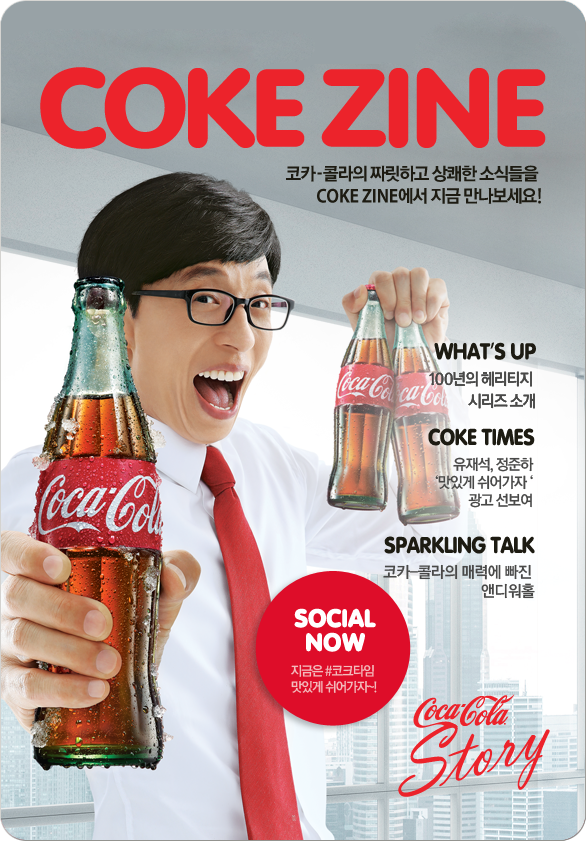 COKE ZINE
코카-콜라의 짜릿하고 상쾌한 소식들을
COKE ZINE에서 지금 만나보세요!
WHAT'S UP
100년의 헤리티지
시리즈 소개
COKE TIMES
유재석, 정준하
‘맛있게 쉬어가자 ‘
광고 선보여
SPARKLING TALK
코카-콜라의 매력에 빠진
앤디워홀
SOCIAL
NOW
지금은 #코크타임
맛있게 쉬어가자~!
Coca-Cola
Coca-Co
ca-Co
Coca-Cola
Story